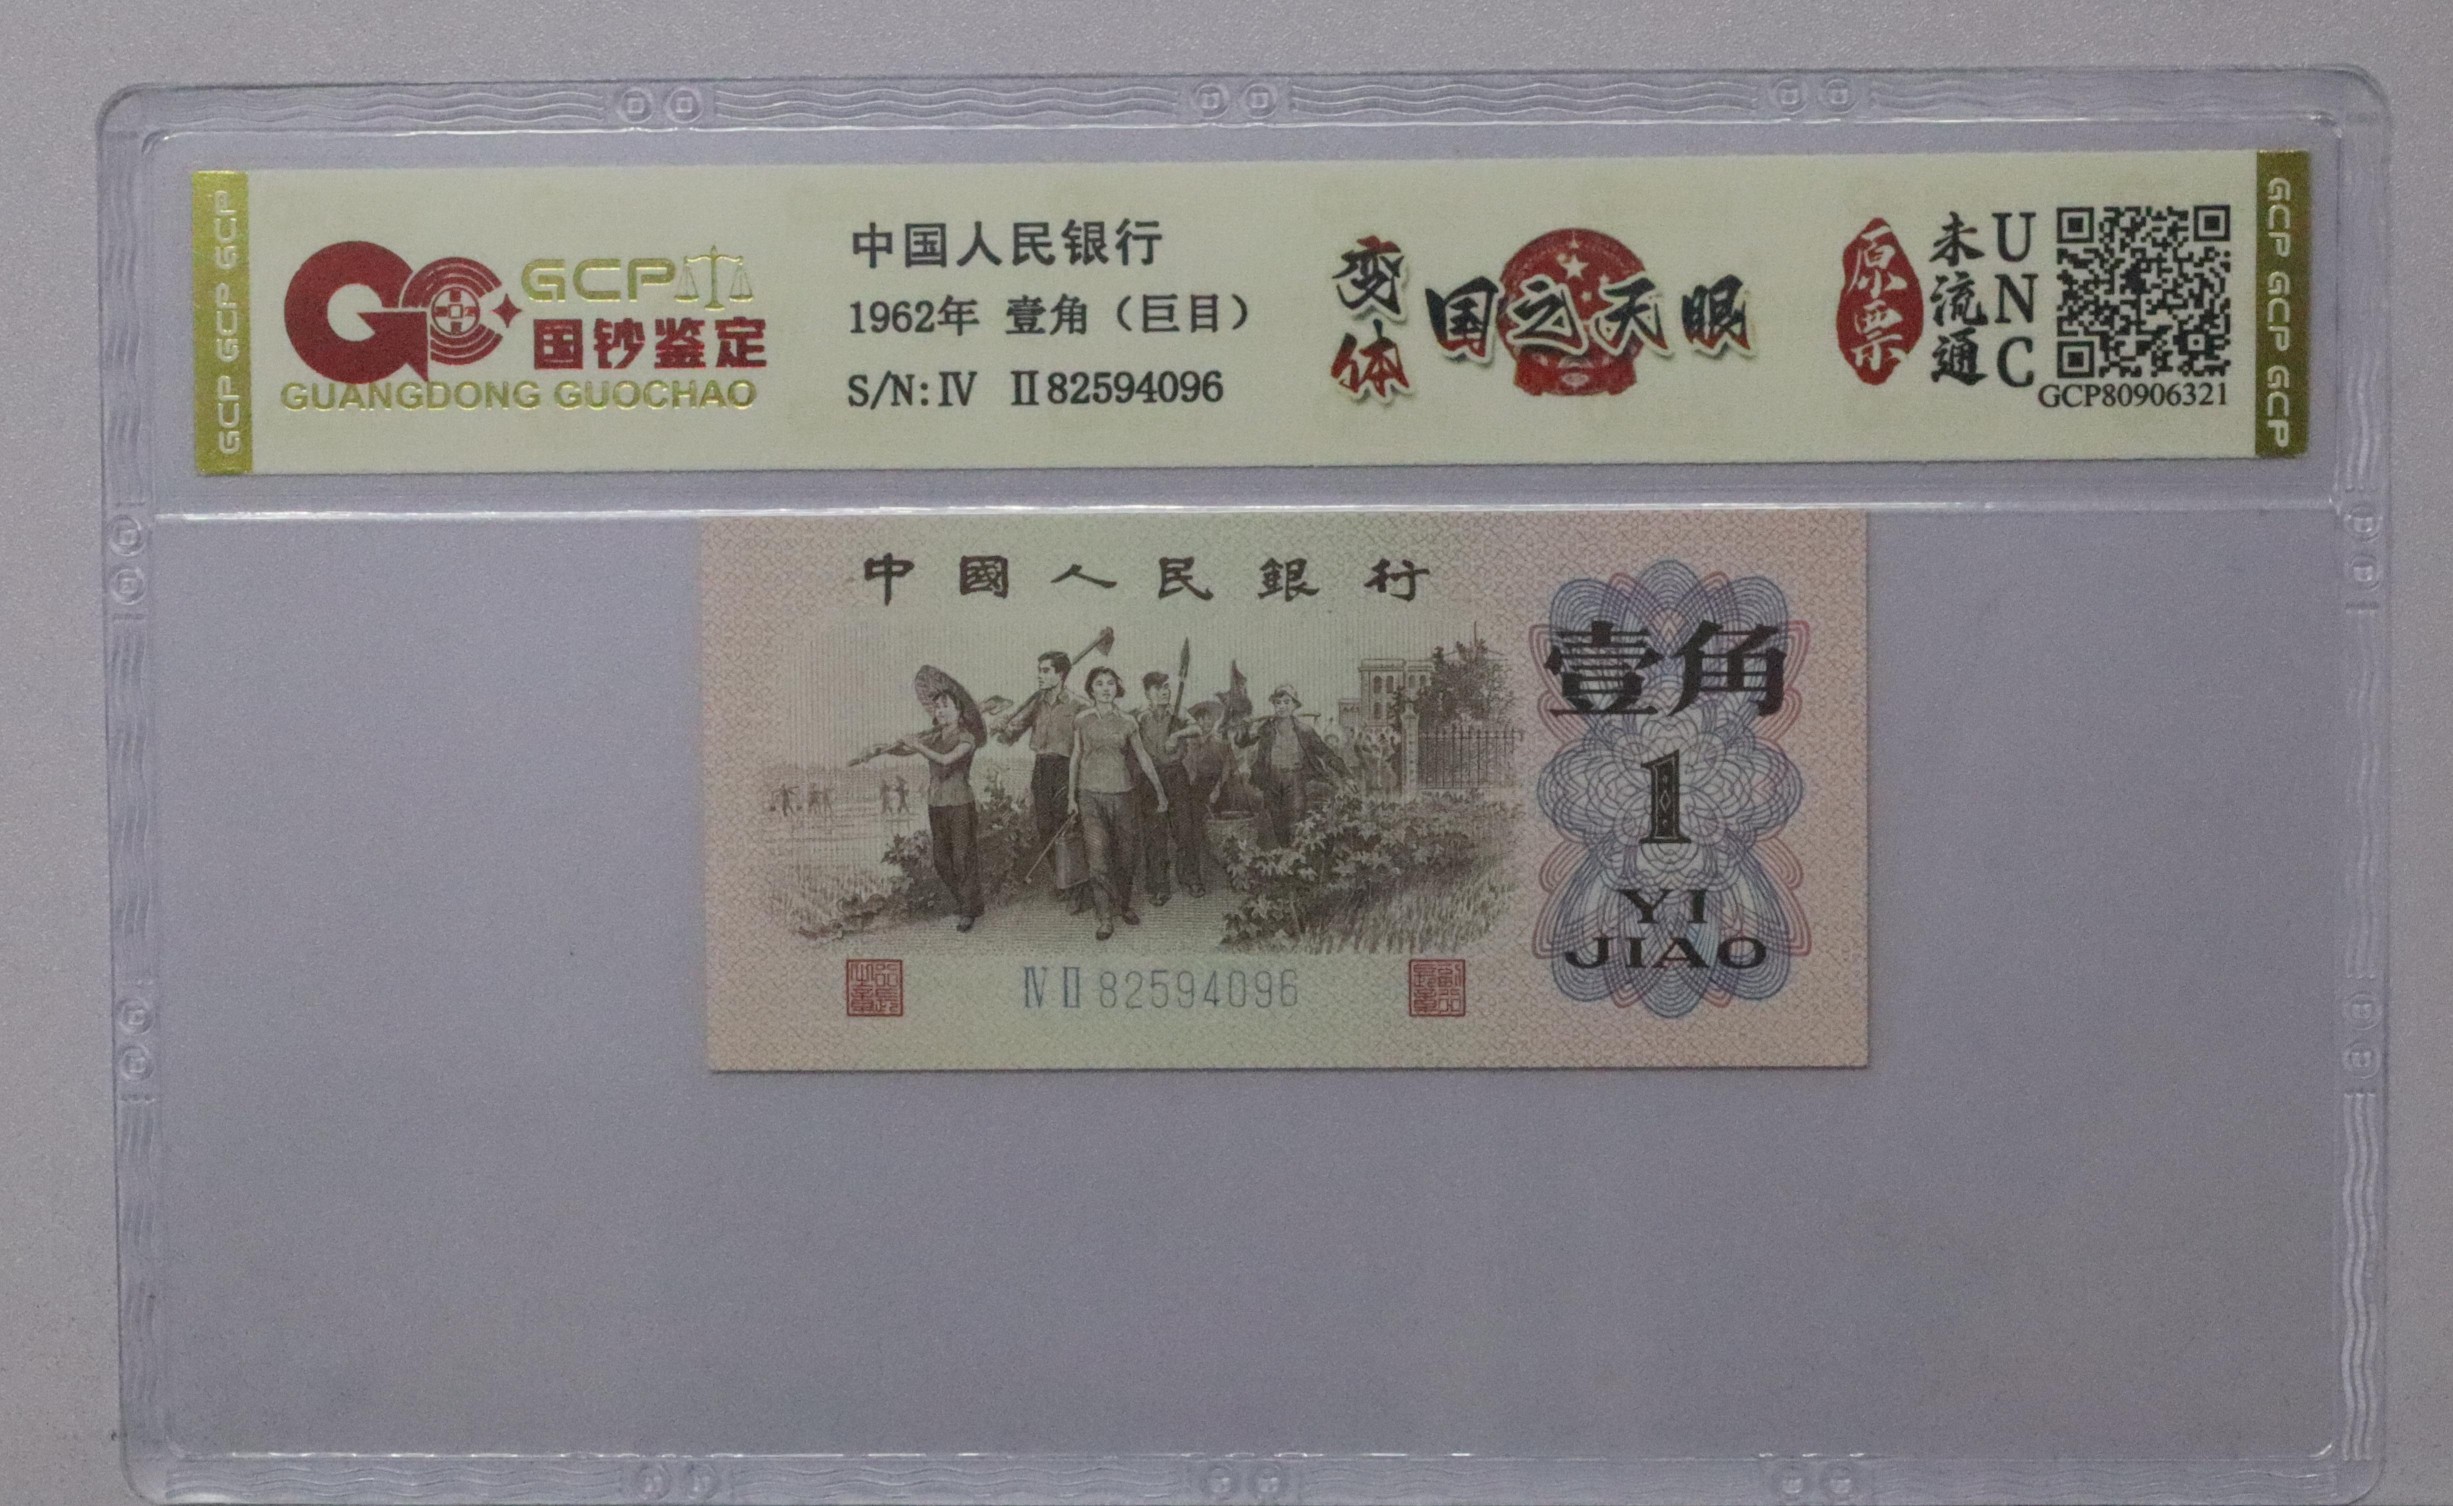 GCP GCP GCP
GCP
国钞鉴定
GUANGDONG GUOCHAO
中国人民银行
1962年 壹角（巨目）
S/N:Ⅳ Ⅱ82594096
变体
国之天眼
原票
未流通
UNC
GCP80906321
GCP GCP GCP
中國人民銀行
壹角
1
YI
JIAO
Ⅳ Ⅱ 82594096